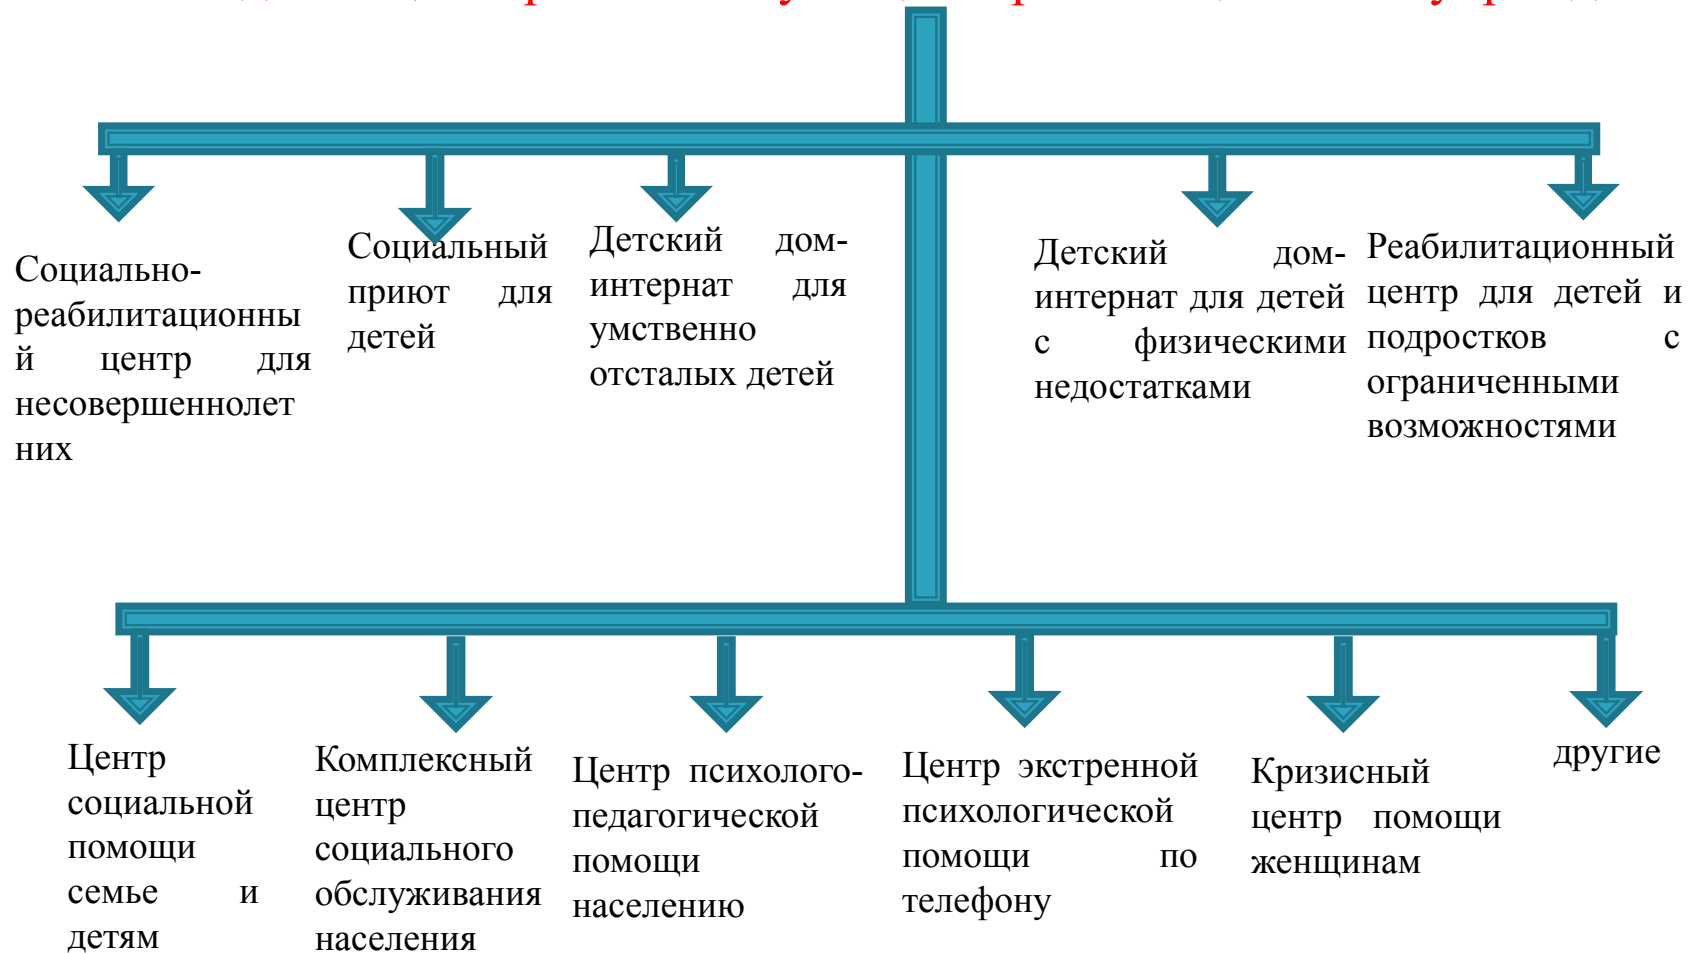 Социально-
реабилитационны
й центр для
несовершеннолет
них
Социальный
приют для
детей
Детский дом-
интернат для
умственно
отсталых детей
Детский дом-
интернат для детей
с физическими
недостатками
Реабилитационный
центр для детей и
подростков с
ограниченными
возможностями
Центр
социальной
помощи
семье и
детям
Комплексный
центр
социального
обслуживания
населения
Центр психолого-
педагогической
помощи
населению
Центр экстренной
психологической
помощи по
телефону
Кризисный
центр помощи
женщинам
другие